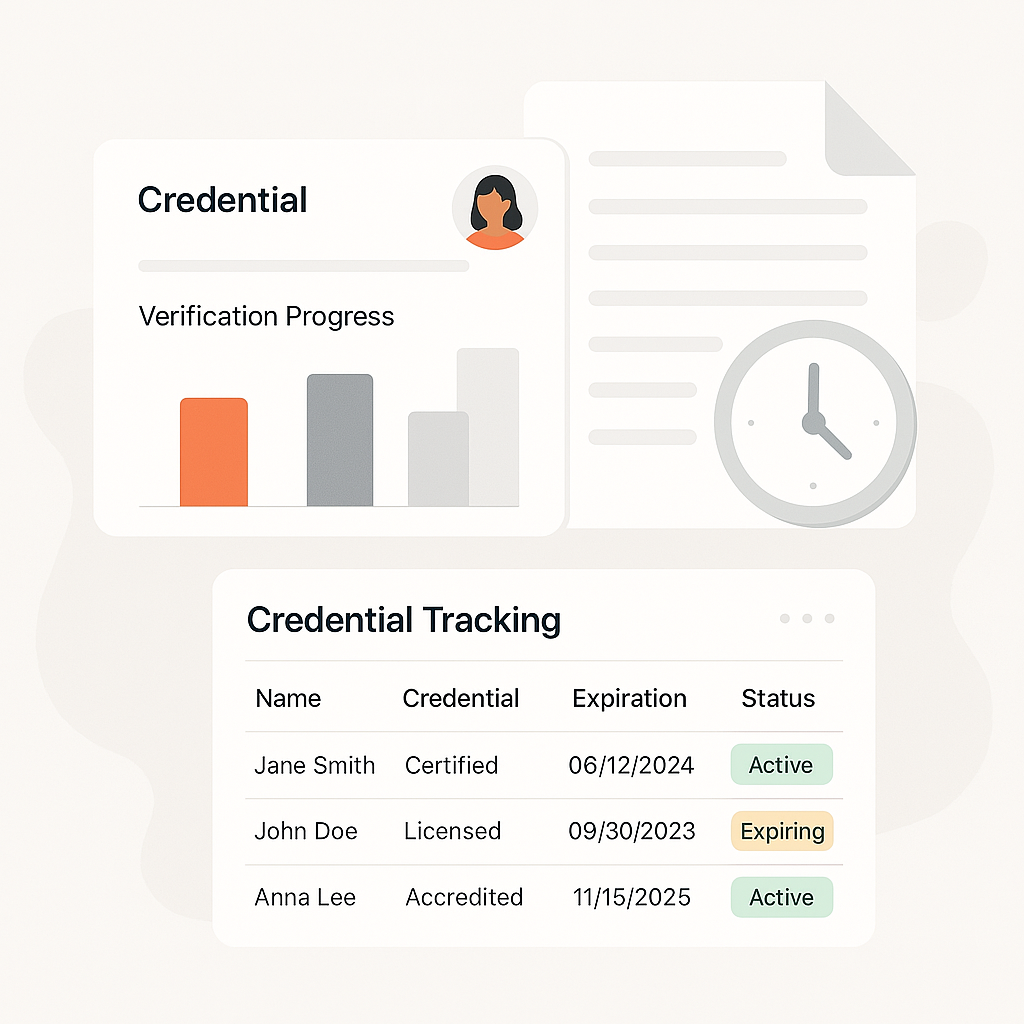 Credential
Verification Progress
Credential Tracking
Name Credential Expiration Status
Jane Smith Certified 06/12/2024 Active
John Doe Licensed 09/30/2023 Expiring
Anna Lee Accredited 11/15/2025 Active